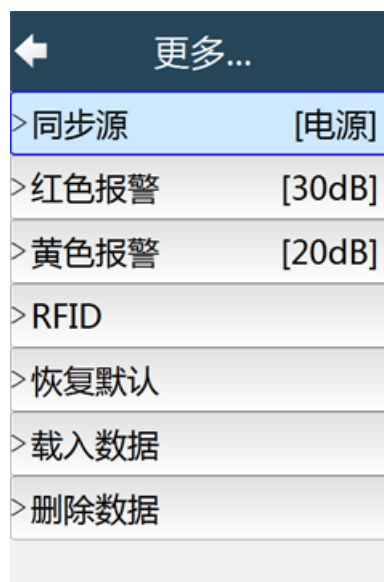 更多...
>同步源 [电源]
>红色报警 [30dB]
>黄色报警 [20dB]
>RFID
>恢复默认
>载入数据
>删除数据